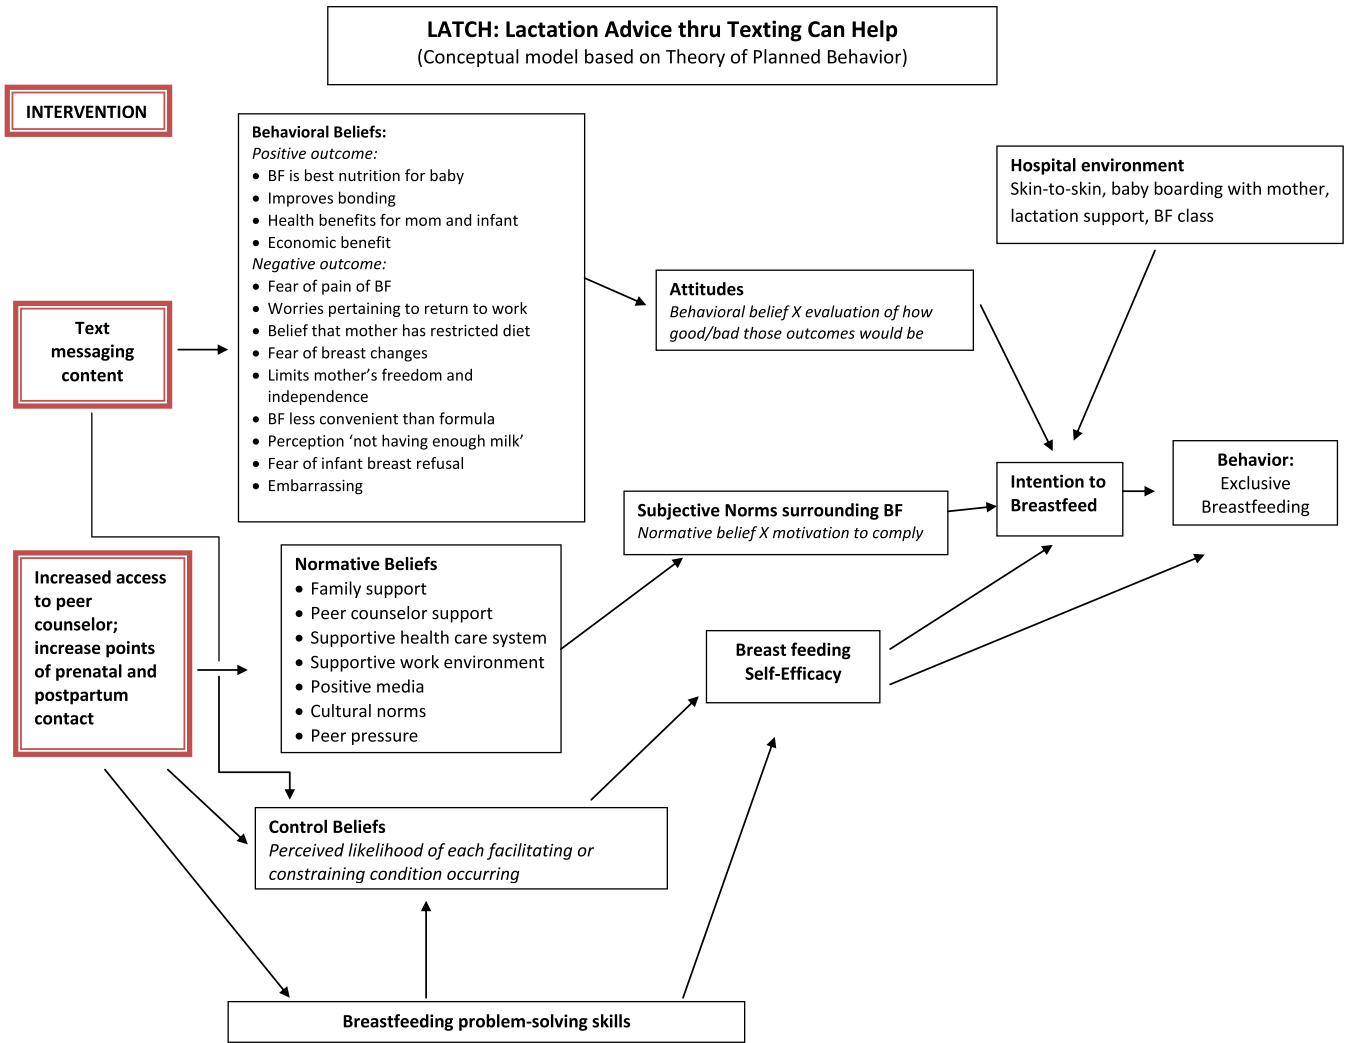 LATCH: Lactation Advice thru Texting Can Help
(Conceptual model based on Theory of Planned Behavior)
INTERVENTION
Behavioral Beliefs:
Positive outcome:
• BF is best nutrition for baby
• Improves bonding
• Health benefits for mom and infant
• Economic benefit
Negative outcome:
• Fear of pain of BF
• Worries pertaining to return to work
• Belief that mother has restricted diet
• Fear of breast changes
• Limits mother’s freedom and
independence
• BF less convenient than formula
• Perception ‘not having enough milk’
• Fear of infant breast refusal
• Embarrassing
Hospital environment
Skin-to-skin, baby boarding with mother,
lactation support, BF class
Text
messaging
content
Attitudes
Behavioral belief X evaluation of how
good/bad those outcomes would be
Intention to
Breastfeed
Behavior:
Exclusive
Breastfeeding
Subjective Norms surrounding BF
Normative belief X motivation to comply
Increased access
to peer
counselor;
increase points
of prenatal and
postpartum
contact
Normative Beliefs
• Family support
• Peer counselor support
• Supportive health care system
• Supportive work environment
• Positive media
• Cultural norms
• Peer pressure
Breast feeding
Self-Efficacy
Control Beliefs
Perceived likelihood of each facilitating or
constraining condition occurring
Breastfeeding problem-solving skills